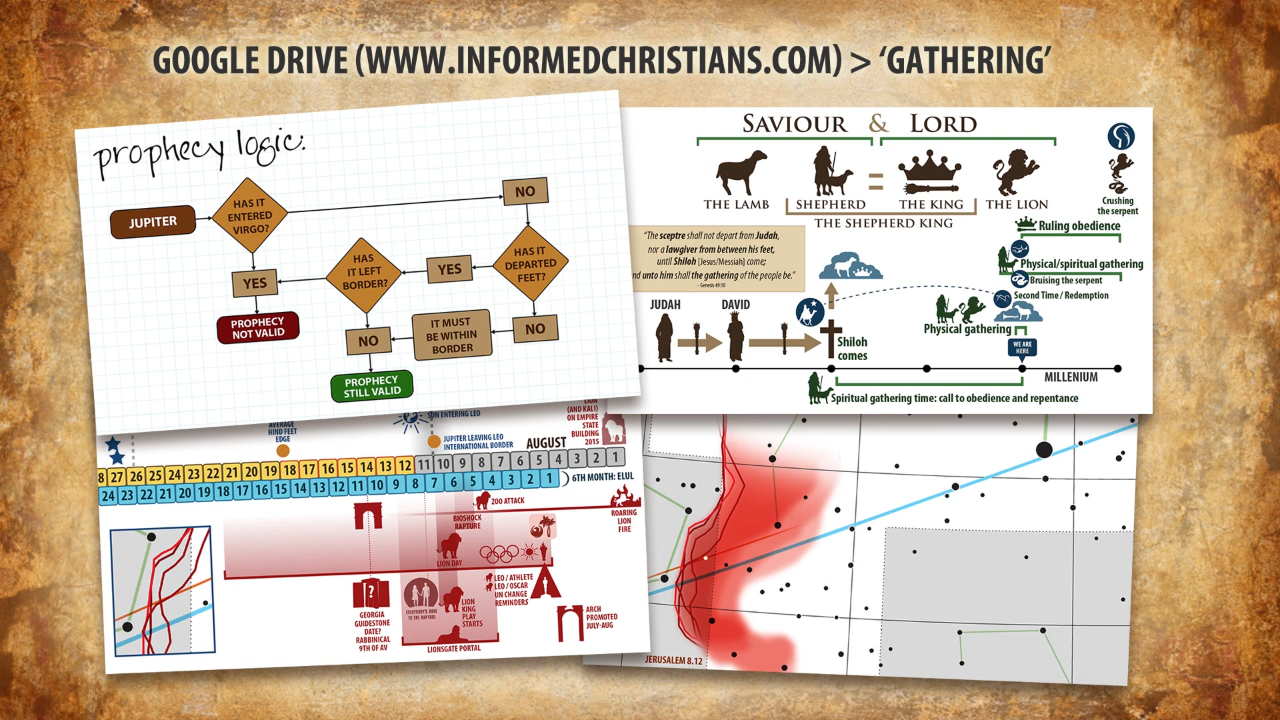 GOOGLE DRIVE (WWW.INFORMEDCHRISTIANS.COM) > ‘GATHERING’
prophecy logic:
JUPITER
HAS IT
ENTERED
VIRGO?
NO
HAS
IT LEFT
BORDER?
YES
HAS IT
DEPARTED
FEET?
YES
PROPHECY
NOT VALID
NO
IT MUST
BE WITHIN
BORDER
NO
PROPHECY
STILL VALID
SAVIOUR & LORD
THE LAMB
SHEPHERD
=
THE KING
THE LION
THE SHEPHERD KING
Crushing
the serpent
"The sceptre shall not depart from Judah,
nor a lawgiver from between his feet,
until Shiloh [Jesus/Messiah] come;
nd unto him shall the gathering of the people be."
- Genesis 49:10
Ruling obedience
Physical/spiritual gathering
Bruising the serpent
Second Time / Redemption
Physical gathering
JUDAH
DAVID
Shiloh
comes
WE ARE
HERE
MILLENIUM
Spiritual gathering time: call to obedience and repentance
AVERAGE
HIND FEET
EDGE
ENTERING LEO
JUPITER LEAVING LEO
INTERNATIONAL BORDER
AUGUST
LION
(AND KALI)
ON EMPIRE
STATE
BUILDING
2015
8 27 26 25 24 23 22 21 20 19 18 17 16 15 14 13 12 11 10 9 8 7 6 5 4 3 2 1
24 23 22 21 20 19 18 17 16 15 14 13 12 11 10 9 8 7 6 5 4 3 2 1
6TH MONTH: ELUL
ZOO ATTACK
BIOSHOCK
RAPTURE
ROARING
LION
FIRE
LION DAY
?
GEORGIA
GUIDESTONE
DATE?
RABBINICAL
9TH OF AV
LION
KING
PLAY
STARTS
LEO / ATHLETE
LEO / OSCAR
UN CHANGE
REMINDERS
ARCH
PROMOTED
JULY-AUG
LIONSGATE PORTAL
JERUSALEM 8.12